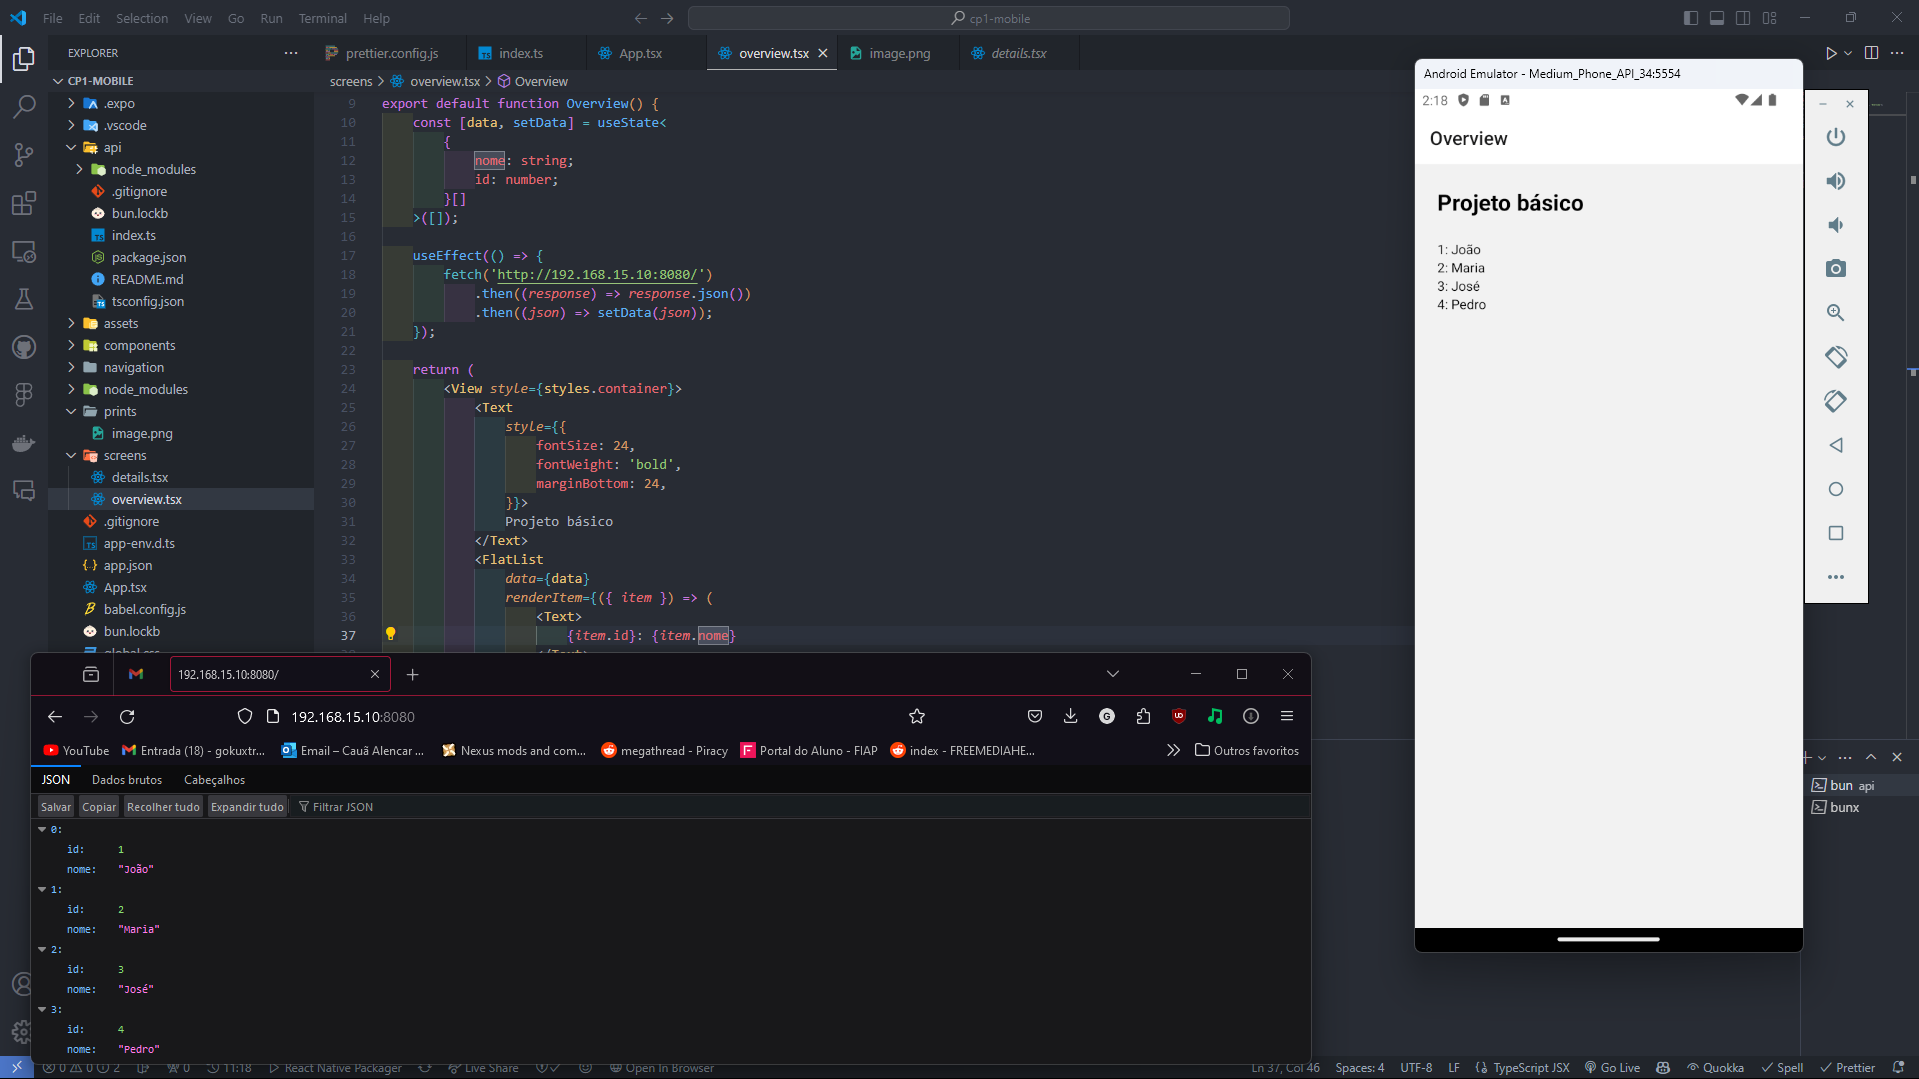 File Edit Selection View Go Run Terminal Help
cp1-mobile
EXPLORER
CP1-MOBILE
.expo
.vscode
api
node_modules
.gitignore
bun.lockb
index.ts
package.json
README.md
tsconfig.json
assets
components
navigation
node_modules
prints
image.png
screens
details.tsx
overview.tsx
.gitignore
app-env.d.ts
app.json
App.tsx
babel.config.js
bun.lockb
global.css
prettier.config.js index.ts App.tsx overview.tsx image.png details.tsx
screens > overview.tsx > Overview
9 export default function Overview() {
10 const [data, setData] = useState<
11 {
12 nome: string;
13 id: number;
14 }[]
15 >([]);
16
17 useEffect(() => {
18 fetch('http://192.168.15.10:8080/')
19 .then((response) => response.json())
20 .then((json) => setData(json));
21 });
22
23 return (
24 <View style={styles.container}>
25 <Text
26 style={{
27 fontSize: 24,
28 fontWeight: 'bold',
29 marginBottom: 24,
30 }}>
31 Projeto básico
32 </Text>
33 <FlatList
34 data={data}
35 renderItem={({ item }) => (
36 <Text>
37 {item.id}: {item.nome}
Android Emulator - Medium_Phone_API_34:5554
2:18
Overview
Projeto básico
1: João
2: Maria
3: José
4: Pedro
192.168.15.10:8080/
192.168.15.10:8080
YouTube Entrada (18) - gokuxtr... Email – Cauã Alencar ... Nexus mods and com... megathread - Piracy Portal do Aluno - FIAP index - FREEMEDIAHE... Outros favoritos
JSON Dados brutos Cabeçalhos
Salvar Copiar Recolher tudo Expandir tudo Filtrar JSON
0:
id: 1
nome: "João"
1:
id: 2
nome: "Maria"
2:
id: 3
nome: "José"
3:
id: 4
nome: "Pedro"
bun api
bunx
0 0 2 0 11:18 React Native Packager Live Share Open In Browser Ln 37, Col 46 Spaces: 4 UTF-8 LF TypeScript JSX Go Live Quokka Spell Prettier